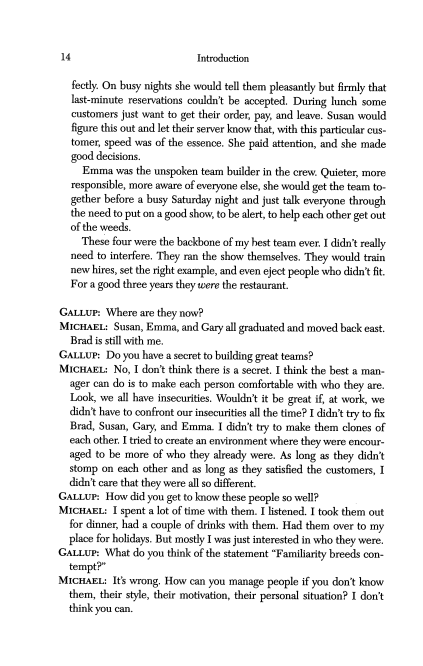 14
Introduction
fectly. On busy nights she would tell them pleasantly but firmly that
last-minute reservations couldn't be accepted. During lunch some
customers just want to get their order, pay, and leave. Susan would
figure this out and let their server know that, with this particular cus-
tomer, speed was of the essence. She paid attention, and she made
good decisions.
Emma was the unspoken team builder in the crew. Quieter, more
responsible, more aware of everyone else, she would get the team to-
gether before a busy Saturday night and just talk everyone through
the need to put on a good show, to be alert, to help each other get out
of the weeds.
These four were the backbone of my best team ever. I didn't really
need to interfere. They ran the show themselves. They would train
new hires, set the right example, and even eject people who didn't fit.
For a good three years they were the restaurant.
GALLUP: Where are they now?
MICHAEL: Susan, Emma, and Gary all graduated and moved back east.
Brad is still with me.
GALLUP: Do you have a secret to building great teams?
MICHAEL: No, I don't think there is a secret. I think the best a man-
ager can do is to make each person comfortable with who they are.
Look, we all have insecurities. Wouldn't it be great if, at work, we
didn't have to confront our insecurities all the time? I didn't try to fix
Brad, Susan, Gary, and Emma. I didn't try to make them clones of
each other. I tried to create an environment where they were encour-
aged to be more of who they already were. As long as they didn't
stomp on each other and as long as they satisfied the customers, I
didn't care that they were all so different.
GALLUP: How did you get to know these people so well?
MICHAEL: I spent a lot of time with them. I listened. I took them out
for dinner, had a couple of drinks with them. Had them over to my
place for holidays. But mostly I was just interested in who they were.
GALLUP: What do you think of the statement "Familiarity breeds con-
tempt?"
MICHAEL: It's wrong. How can you manage people if you don't know
them, their style, their motivation, their personal situation? I don't
think you can.